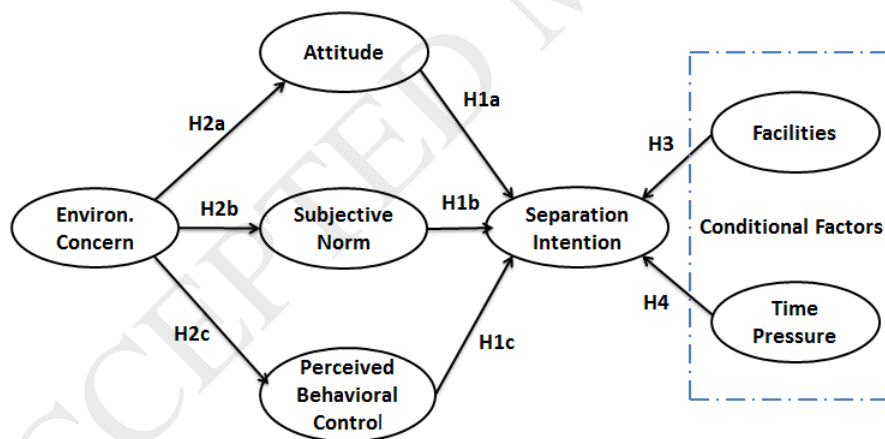 Attitude
H1a
H2a
H3
Facilities
Environ.
Concern
H2b
Subjective
Norm
H1b
Separation
Intention
Conditional Factors
H2c
H1c
H4
Time
Pressure
Perceived
Behavioral
Control
CCEPTED M